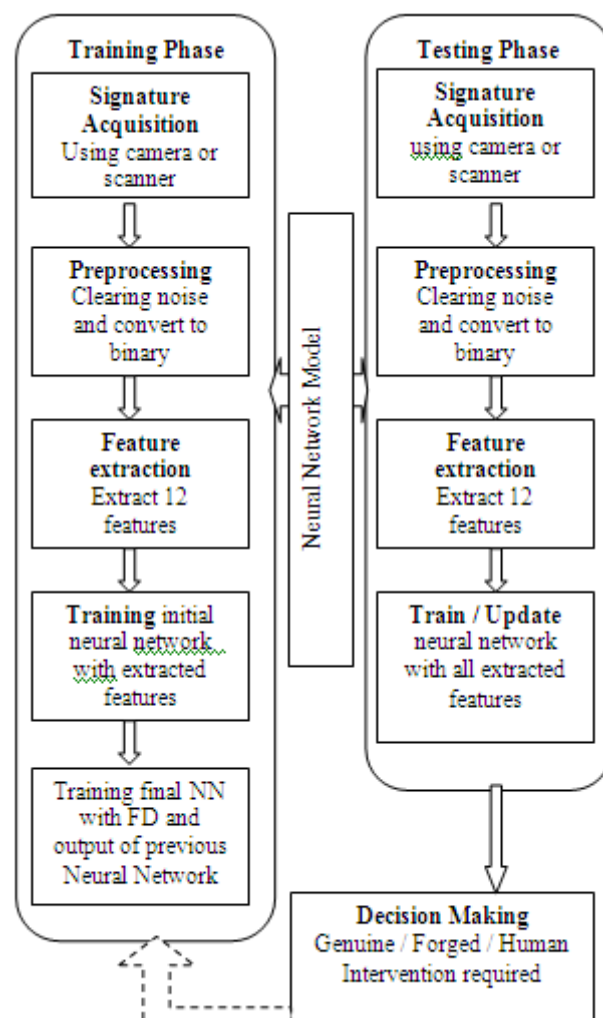 Training Phase
Signature
Acquisition
Using camera or
scanner
Preprocessing
Clearing noise
and convert to
binary
Feature
extraction
Extract 12
features
Training initial
neural network
with extracted
features
Training final NN
with FD and
output of previous
Neural Network
Neural Network Model
Testing Phase
Signature
Acquisition
using camera or
scanner
Preprocessing
Clearing noise
and convert to
binary
Feature
extraction
Extract 12
features
Train / Update
neural network
with all extracted
features
Decision Making
Genuine / Forged / Human
Intervention required